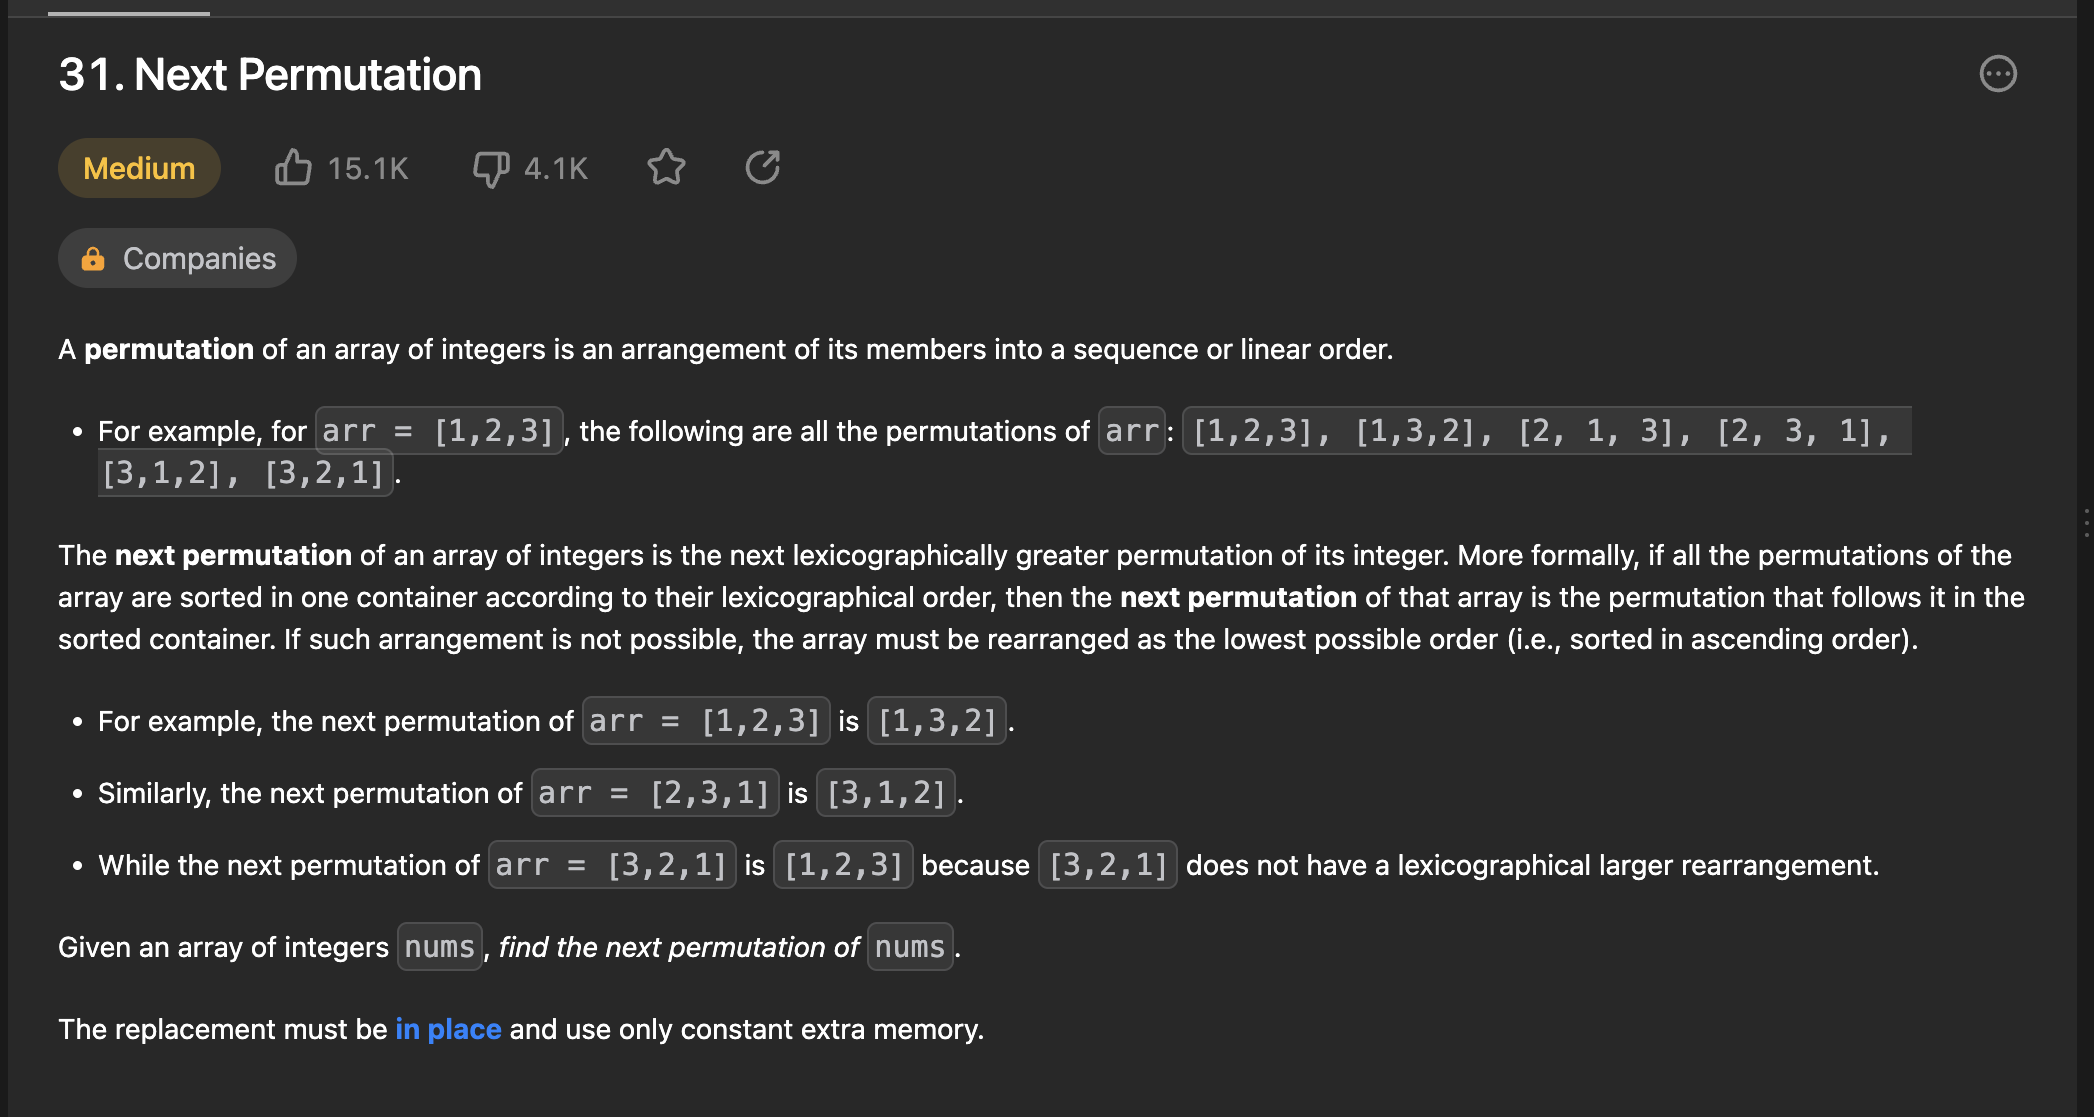 31. Next Permutation
Medium 15.1K 4.1K
Companies
A permutation of an array of integers is an arrangement of its members into a sequence or linear order.
• For example, for arr = [1,2,3], the following are all the permutations of arr: [1,2,3], [1,3,2], [2, 1, 3], [2, 3, 1],
[3,1,2], [3,2,1].
The next permutation of an array of integers is the next lexicographically greater permutation of its integer. More formally, if all the permutations of the
array are sorted in one container according to their lexicographical order, then the next permutation of that array is the permutation that follows it in the
sorted container. If such arrangement is not possible, the array must be rearranged as the lowest possible order (i.e., sorted in ascending order).
• For example, the next permutation of arr = [1,2,3] is [1,3,2].
• Similarly, the next permutation of arr = [2,3,1] is [3,1,2].
• While the next permutation of arr = [3,2,1] is [1,2,3] because [3,2,1] does not have a lexicographical larger rearrangement.
Given an array of integers nums, find the next permutation of nums.
The replacement must be in place and use only constant extra memory.